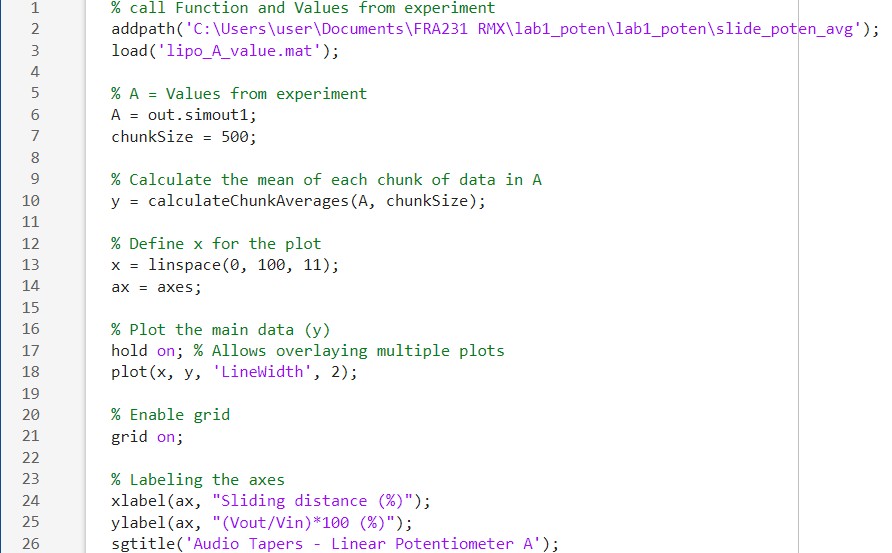 1 % call Function and Values from experiment
2 addpath('C:\Users\user\Documents\FRA231 RMX\lab1_poten\lab1_poten\slide_poten_avg');
3 load('lipo_A_value.mat');
4
5 % A = Values from experiment
6 A = out.simout1;
7 chunkSize = 500;
8
9 % Calculate the mean of each chunk of data in A
10 y = calculateChunkAverages(A, chunkSize);
11
12 % Define x for the plot
13 x = linspace(0, 100, 11);
14 ax = axes;
15
16 % Plot the main data (y)
17 hold on; % Allows overlaying multiple plots
18 plot(x, y, 'LineWidth', 2);
19
20 % Enable grid
21 grid on;
22
23 % Labeling the axes
24 xlabel(ax, "Sliding distance (%)");
25 ylabel(ax, "(Vout/Vin)*100 (%)");
26 sgtitle('Audio Tapers - Linear Potentiometer A');